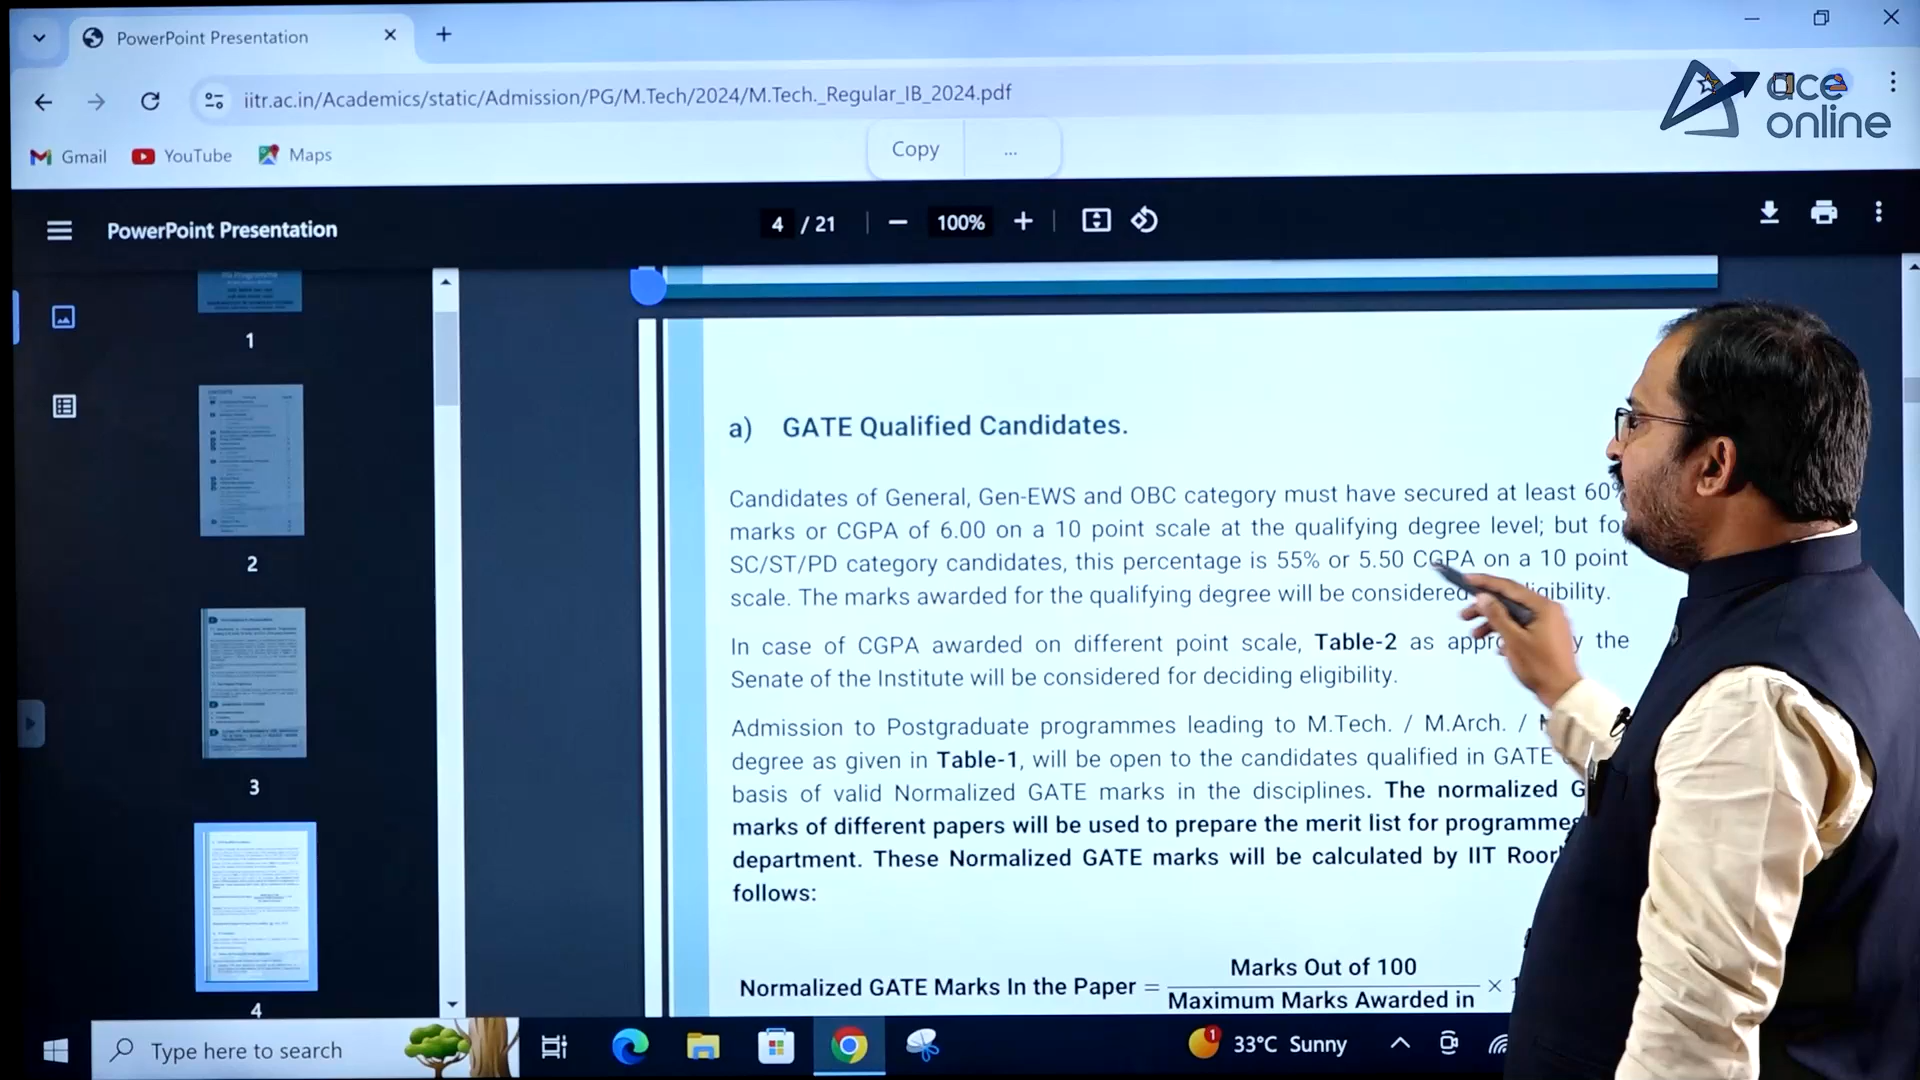 PowerPoint Presentation
iitr.ac.in/Academics/static/Admission/PG/M.Tech/2024/M.Tech._Regular_IB_2024.pdf
ace
online
Gmail
YouTube
Maps
Copy
...
PowerPoint Presentation
4 / 21
100%
1
2
3
4
a) GATE Qualified Candidates.
Candidates of General, Gen-EWS and OBC category must have secured at least 60%
marks or CGPA of 6.00 on a 10 point scale at the qualifying degree level; but for
SC/ST/PD category candidates, this percentage is 55% or 5.50 CGPA on a 10 point
scale. The marks awarded for the qualifying degree will be considered
In case of CGPA awarded on different point scale, Table-2 as the
Senate of the Institute will be considered for deciding eligibility.
Admission to Postgraduate programmes leading to M.Tech. / M.Arch. /
degree as given in Table-1, will be open to the candidates qualified in GATE
basis of valid Normalized GATE marks in the disciplines. The normalized
marks of different papers will be used to prepare the merit list for programmes
department. These Normalized GATE marks will be calculated by IIT
follows:
Normalized GATE Marks In the Paper = Marks Out of 100
Maximum Marks Awarded in ×
Type here to search
1
33°C Sunny